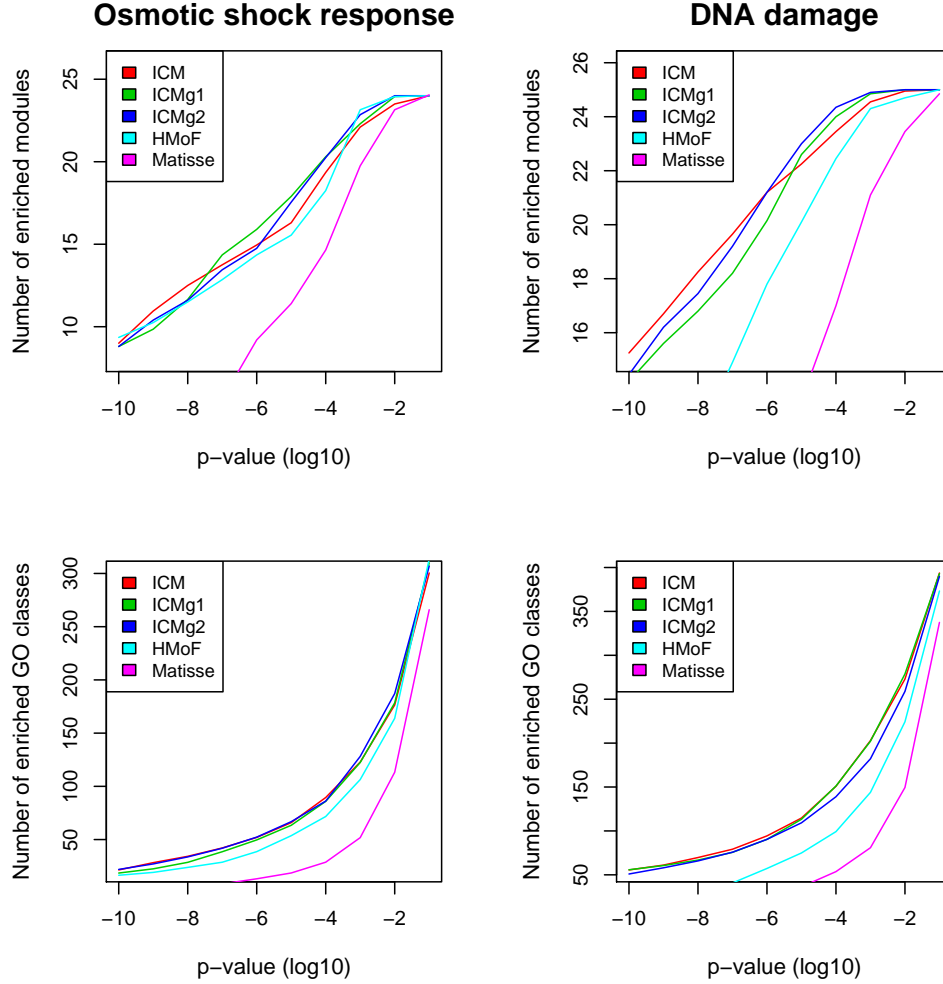 Osmotic shock response
DNA damage
Number of enriched modules
25
20
15
10
ICM
ICMg1
ICMg2
HMoF
Matisse
−10 −8 −6 −4 −2
p−value (log10)
Number of enriched modules
26
24
22
20
18
16
ICM
ICMg1
ICMg2
HMoF
Matisse
−10 −8 −6 −4 −2
p−value (log10)
Number of enriched GO classes
300
250
200
150
100
50
ICM
ICMg1
ICMg2
HMoF
Matisse
−10 −8 −6 −4 −2
p−value (log10)
Number of enriched GO classes
350
250
150
50
ICM
ICMg1
ICMg2
HMoF
Matisse
−10 −8 −6 −4 −2
p−value (log10)